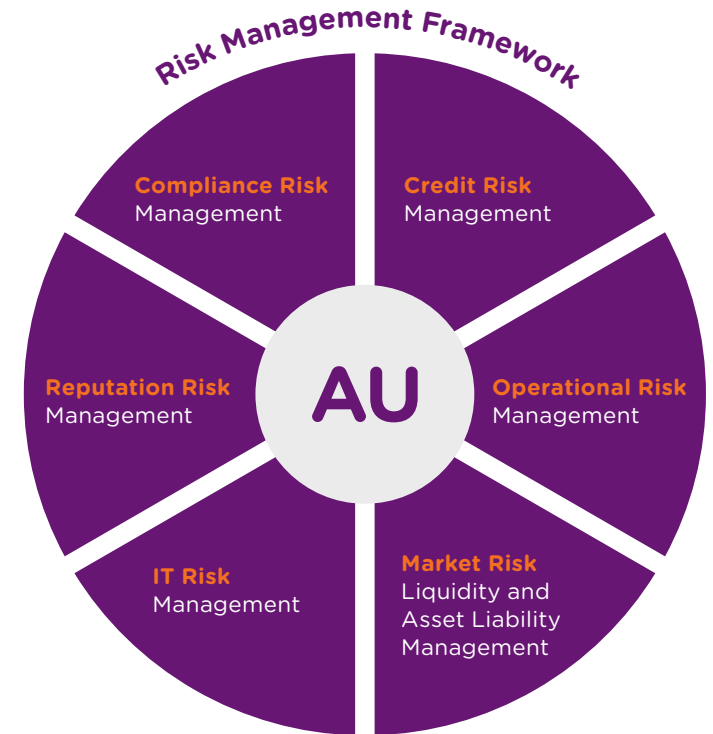 Risk Management Framework
Compliance Risk
Management
Credit Risk
Management
Reputation Risk
Management
AU
Operational Risk
Management
IT Risk
Management
Market Risk
Liquidity and
Asset Liability
Management